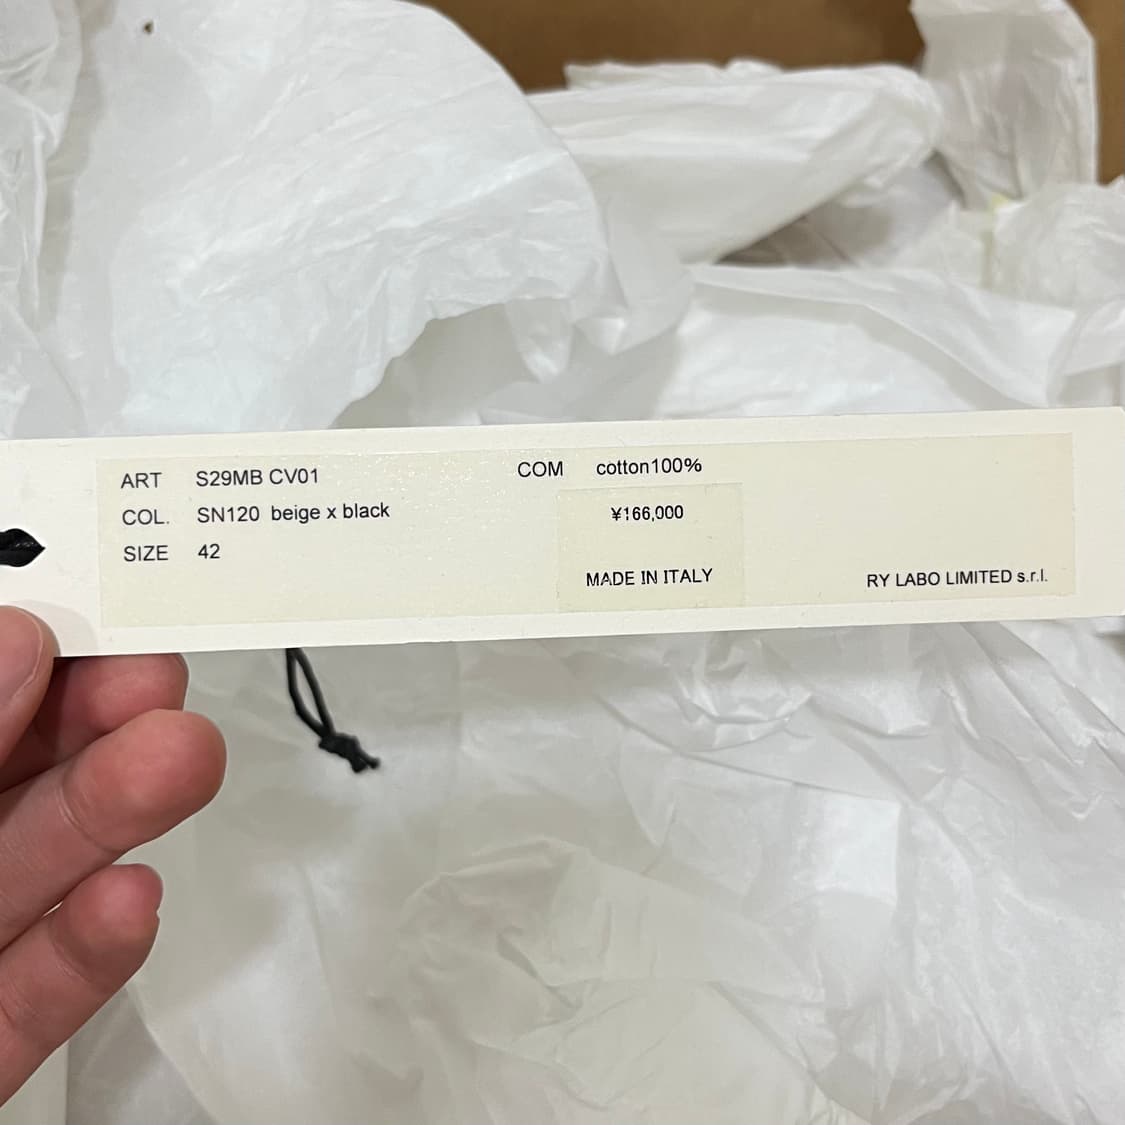 ART S29MB CV01
COL. SN120 beige x black
SIZE 42
COM cotton100%
¥166,000
MADE IN ITALY
RY LABO LIMITED s.r.l.